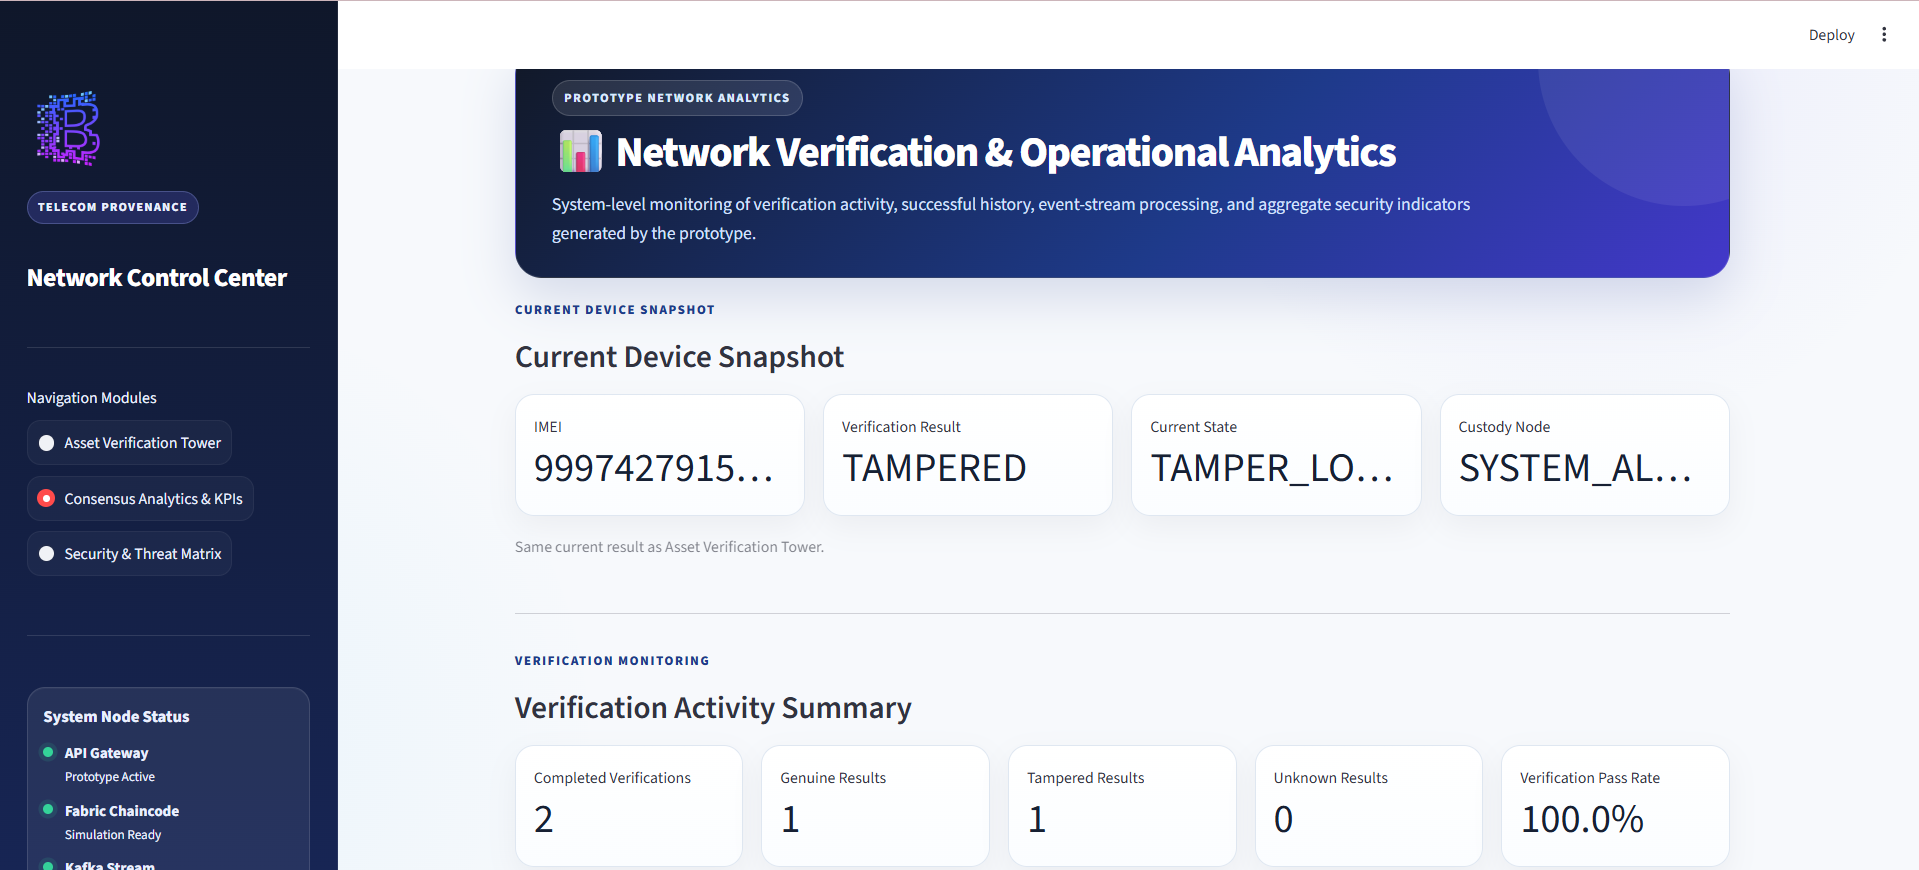 Deploy
TELECOM PROVENANCE
Network Control Center
Navigation Modules
Asset Verification Tower
Consensus Analytics & KPIs
Security & Threat Matrix
System Node Status
API Gateway
Prototype Active
Fabric Chaincode
Simulation Ready
Kafka Stream
PROTOTYPE NETWORK ANALYTICS
Network Verification & Operational Analytics
System-level monitoring of verification activity, successful history, event-stream processing, and aggregate security indicators
generated by the prototype.
CURRENT DEVICE SNAPSHOT
Current Device Snapshot
IMEI
9997427915...
Verification Result
TAMPERED
Current State
TAMPER_LO...
Custody Node
SYSTEM_AL...
Same current result as Asset Verification Tower.
VERIFICATION MONITORING
Verification Activity Summary
Completed Verifications
2
Genuine Results
1
Tampered Results
1
Unknown Results
0
Verification Pass Rate
100.0%